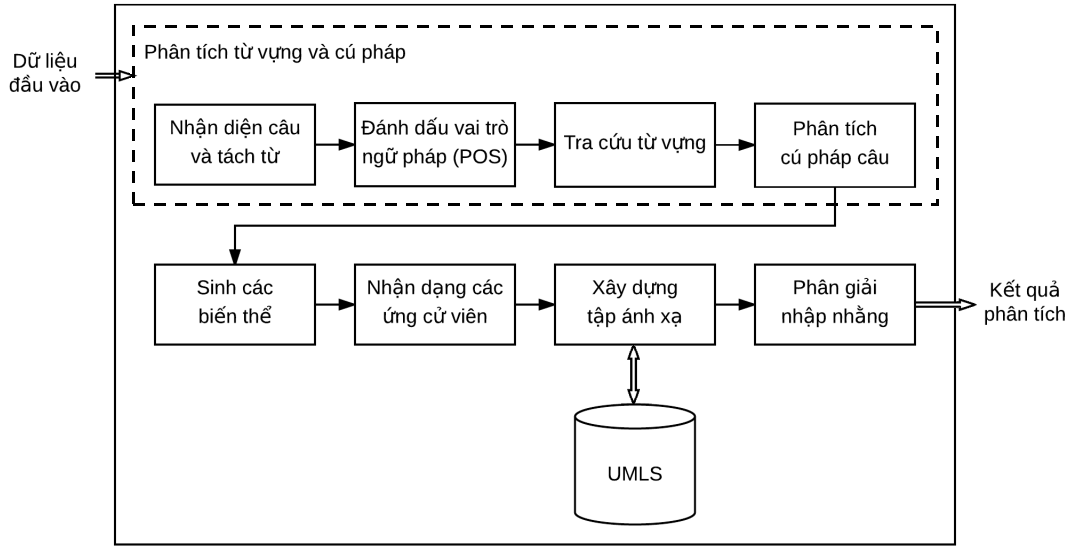 Phân tích từ vựng và cú pháp
Dữ liệu
đầu vào
Nhận diện câu
và tách từ
Đánh dấu vai trò
ngữ pháp (POS)
Tra cứu từ vựng
Phân tích
cú pháp câu
Sinh các
biến thể
Nhận dạng các
ứng cử viên
Xây dựng
tập ánh xạ
Phân giải
nhập nhằng
Kết quả
phân tích
UMLS